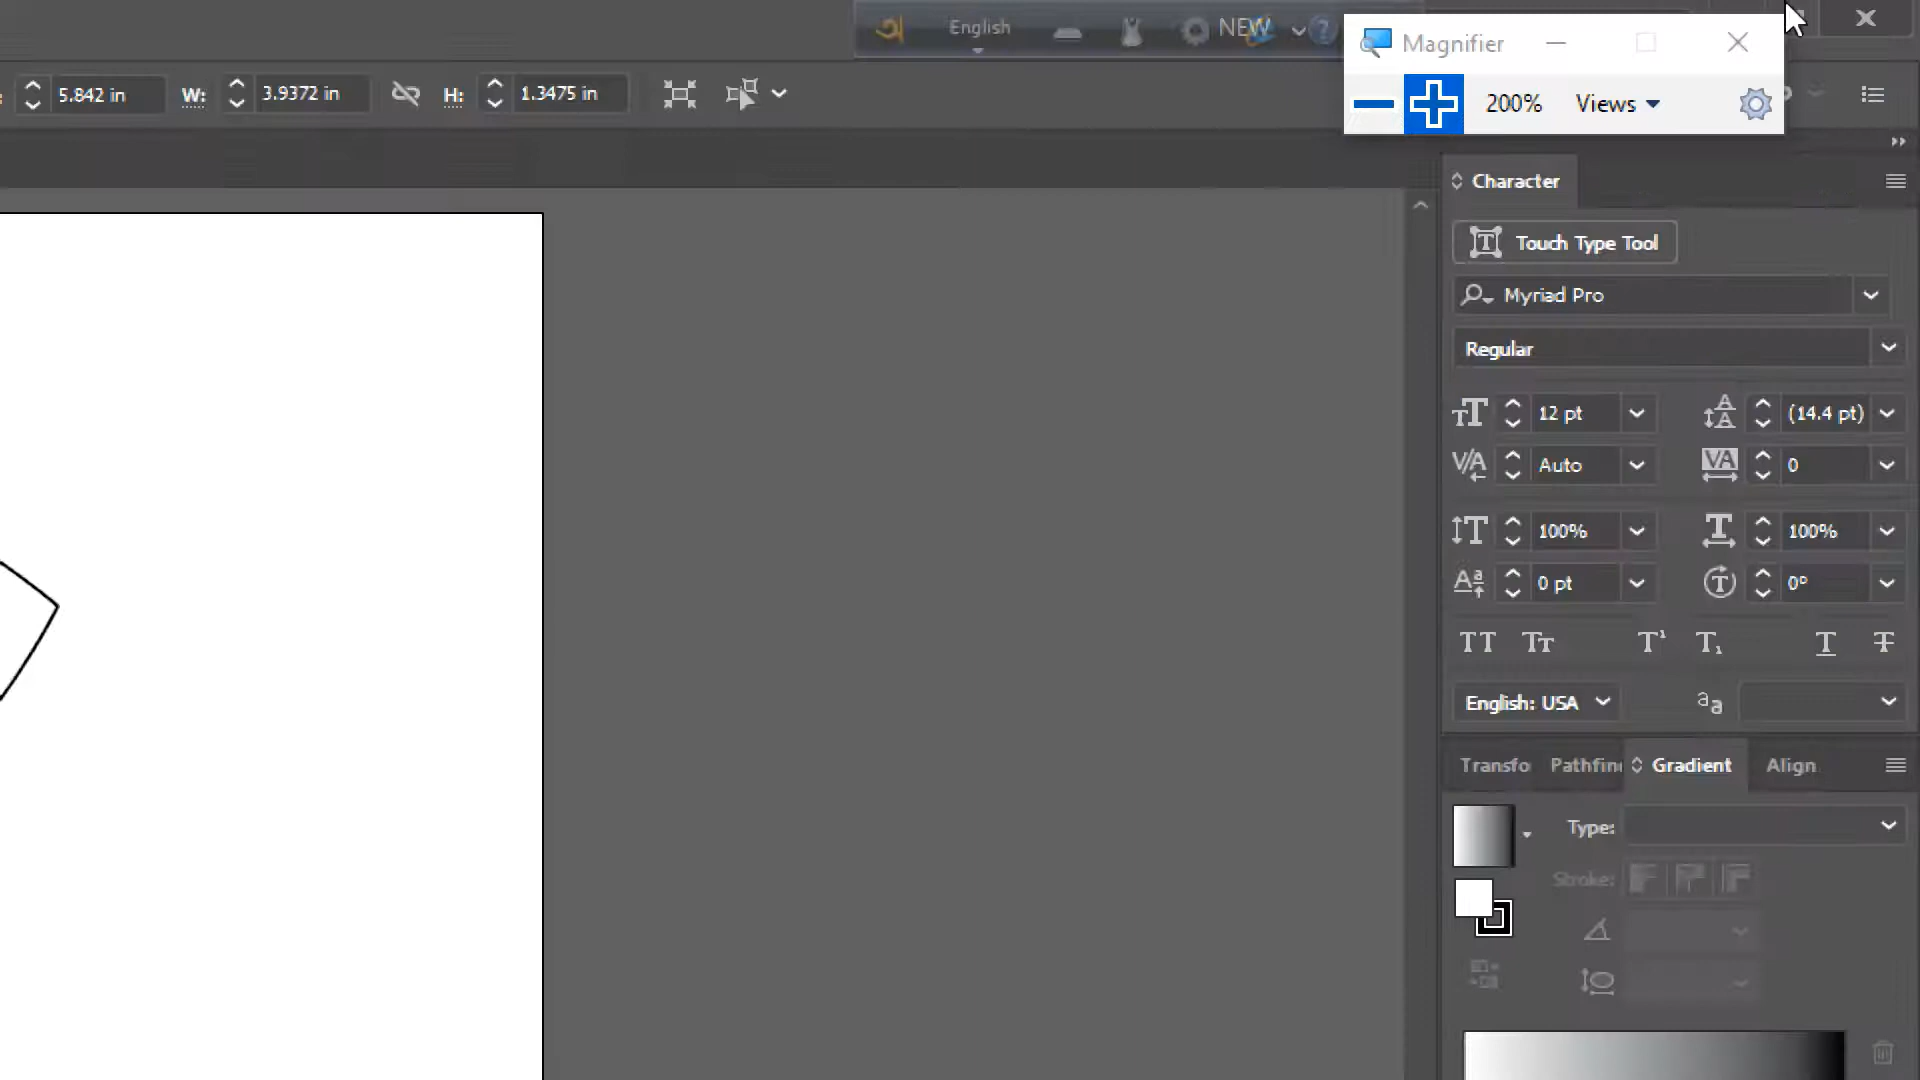 অ English NEW
Magnifier
5.842 in W: 3.9372 in H: 1.3475 in
200% Views
Character
Touch Type Tool
Myriad Pro
Regular
12 pt (14.4 pt)
Auto 0
100% 100%
0 pt 0°
English: USA
Transfo Pathfin Gradient Align
Type:
Stroke: